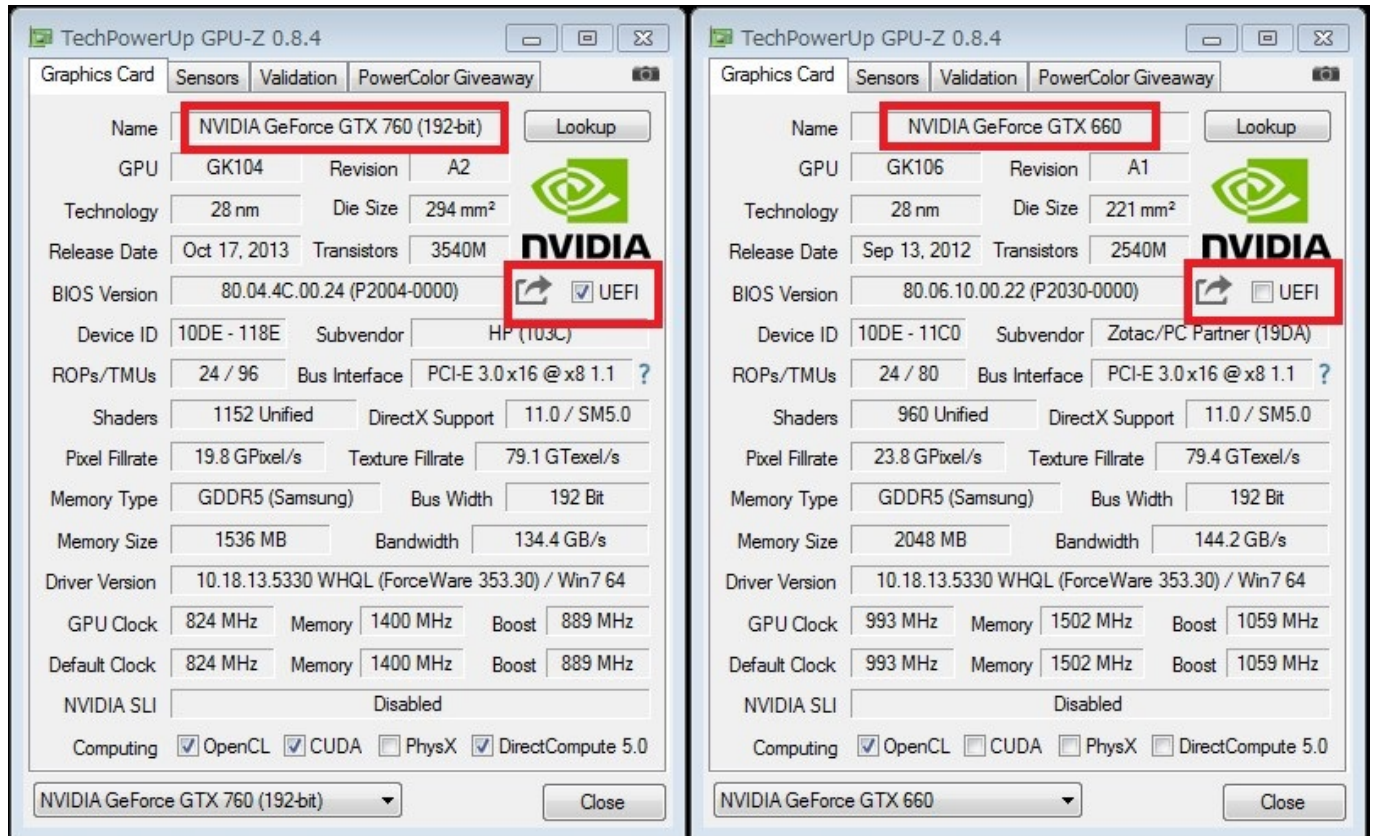 TechPowerUp GPU-Z 0.8.4
Graphics Card Sensors Validation PowerColor Giveaway
Name NVIDIA GeForce GTX 760 (192-bit) Lookup
GPU GK104 Revision A2
Technology 28 nm Die Size 294 mm²
Release Date Oct 17, 2013 Transistors 3540M
NVIDIA
BIOS Version 80.04.4C.00.24 (P2004-0000) UEFI
Device ID 10DE - 118E Subvendor HP (103C)
ROPs/TMUs 24 / 96 Bus Interface PCI-E 3.0 x16 @ x8 1.1 ?
Shaders 1152 Unified DirectX Support 11.0 / SM5.0
Pixel Fillrate 19.8 GPixel/s Texture Fillrate 79.1 GTexel/s
Memory Type GDDR5 (Samsung) Bus Width 192 Bit
Memory Size 1536 MB Bandwidth 134.4 GB/s
Driver Version 10.18.13.5330 WHQL (ForceWare 353.30) / Win7 64
GPU Clock 824 MHz Memory 1400 MHz Boost 889 MHz
Default Clock 824 MHz Memory 1400 MHz Boost 889 MHz
NVIDIA SLI Disabled
Computing OpenCL CUDA PhysX DirectCompute 5.0
NVIDIA GeForce GTX 760 (192-bit) Close
TechPowerUp GPU-Z 0.8.4
Graphics Card Sensors Validation PowerColor Giveaway
Name NVIDIA GeForce GTX 660 Lookup
GPU GK106 Revision A1
Technology 28 nm Die Size 221 mm²
Release Date Sep 13, 2012 Transistors 2540M
NVIDIA
BIOS Version 80.06.10.00.22 (P2030-0000) UEFI
Device ID 10DE - 11C0 Subvendor Zotac/PC Partner (19DA)
ROPs/TMUs 24 / 80 Bus Interface PCI-E 3.0 x16 @ x8 1.1 ?
Shaders 960 Unified DirectX Support 11.0 / SM5.0
Pixel Fillrate 23.8 GPixel/s Texture Fillrate 79.4 GTexel/s
Memory Type GDDR5 (Samsung) Bus Width 192 Bit
Memory Size 2048 MB Bandwidth 144.2 GB/s
Driver Version 10.18.13.5330 WHQL (ForceWare 353.30) / Win7 64
GPU Clock 993 MHz Memory 1502 MHz Boost 1059 MHz
Default Clock 993 MHz Memory 1502 MHz Boost 1059 MHz
NVIDIA SLI Disabled
Computing OpenCL CUDA PhysX DirectCompute 5.0
NVIDIA GeForce GTX 660 Close